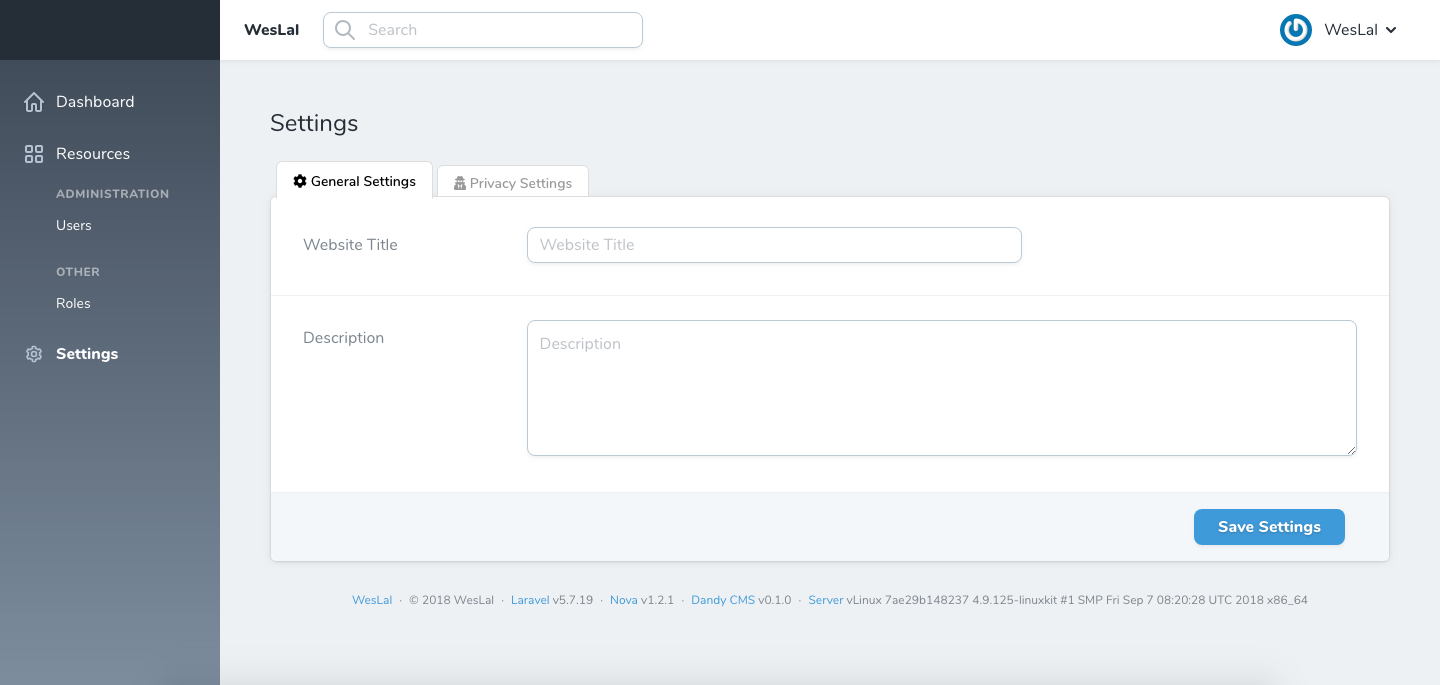 WesLal
Search
WesLal
Dashboard
Resources
ADMINISTRATION
Users
OTHER
Roles
Settings
Settings
General Settings
Privacy Settings
Website Title
Website Title
Description
Description
Save Settings
WesLal · © 2018 WesLal · Laravel v5.7.19 · Nova v1.2.1 · Dandy CMS v0.1.0 · Server vLinux 7ae29b148237 4.9.125-linuxkit #1 SMP Fri Sep 7 08:20:28 UTC 2018 x86_64